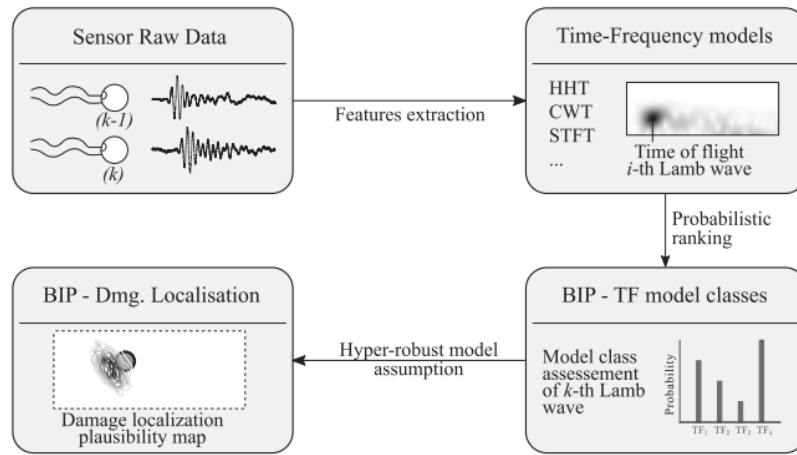 Sensor Raw Data
(k-1)
(k)
Features extraction
Time-Frequency models
HHT
CWT
STFT
...
Time of flight
i-th Lamb wave
Probabilistic
ranking
BIP - TF model classes
Model class
assessment
of k-th Lamb
wave
Probability
TF₁ TF₂ TF₃ TF₄
Hyper-robust model
assumption
BIP - Dmg. Localisation
Damage localization
plausibility map